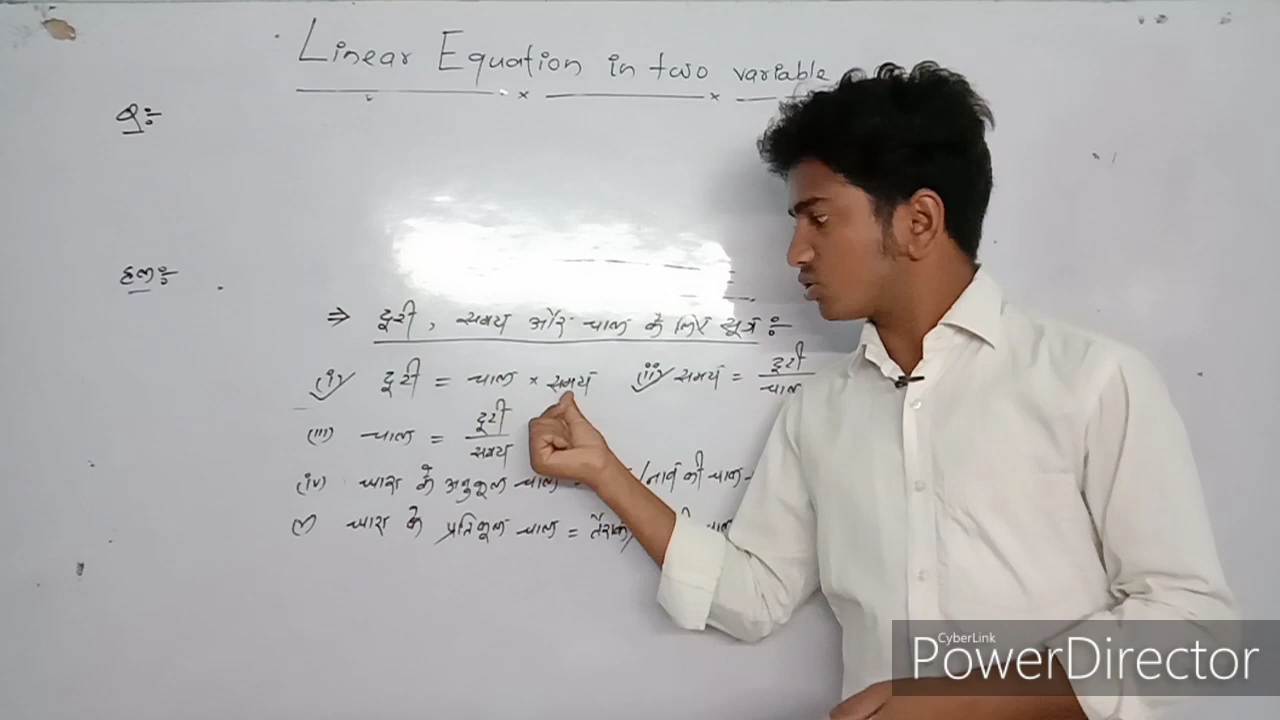 Linear Equation in two variable
Q:-
हल:-
⇒ दूरी, समय और चाल के लिए सूत्र :-
(i) दूरी = चाल × समय (ii) समय = दूरी / चाल
(iii) चाल = दूरी / समय
(iv) धारा के अनुकूल चाल = /नाव की चाल
(v) धारा के प्रतिकूल चाल = तैराक/
CyberLink
PowerDirector